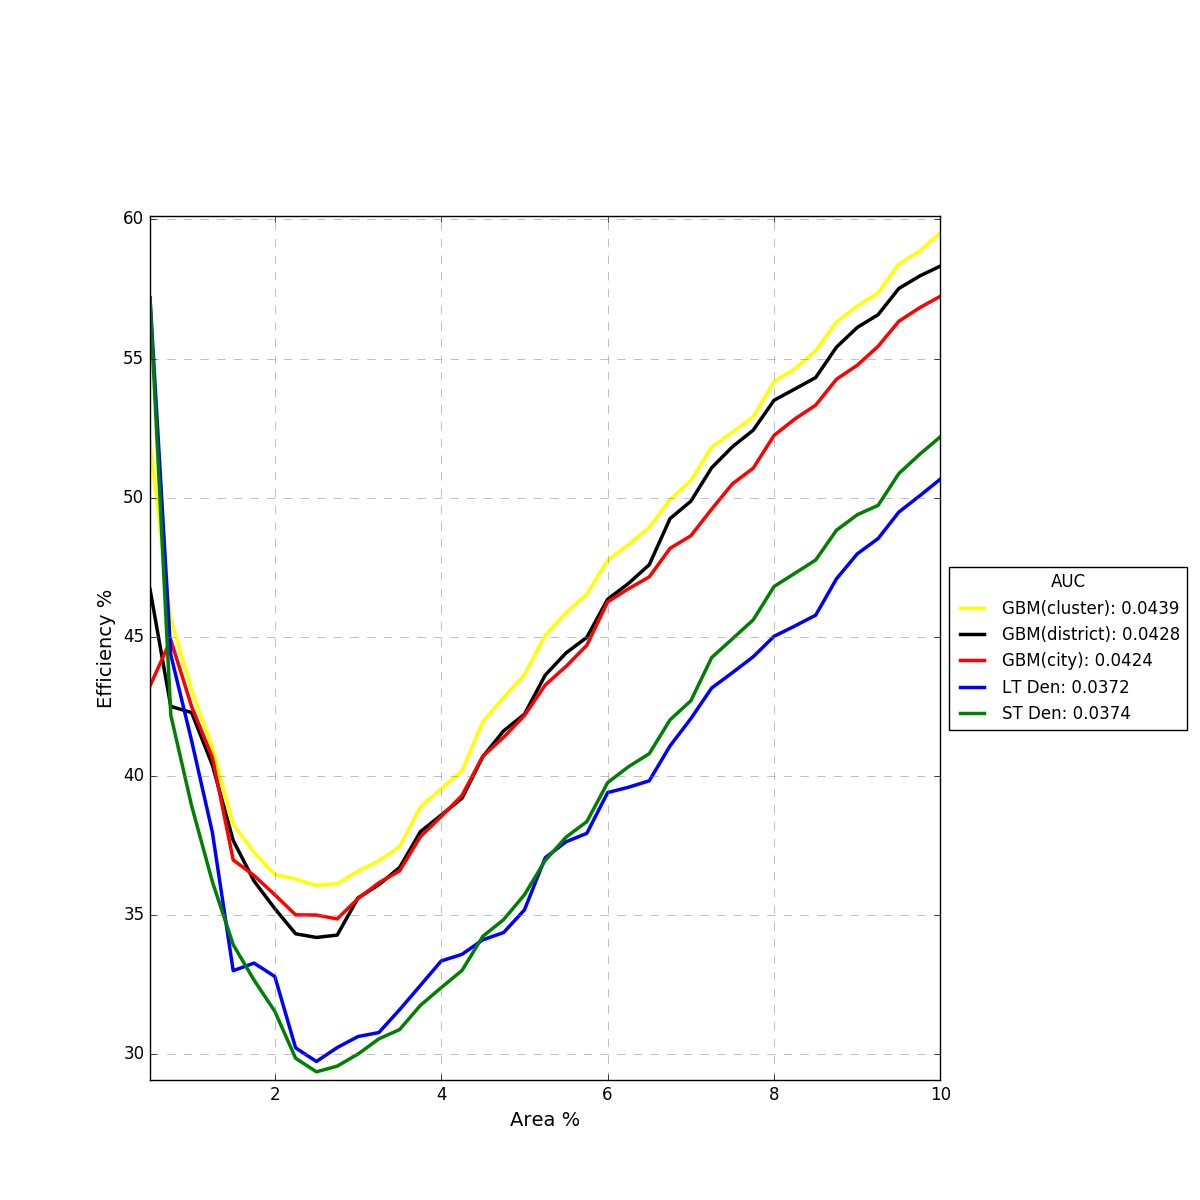 60
55
50
45
40
35
30
Efficiency %
2
4
6
8
10
Area %
AUC
GBM(cluster): 0.0439
GBM(district): 0.0428
GBM(city): 0.0424
LT Den: 0.0372
ST Den: 0.0374